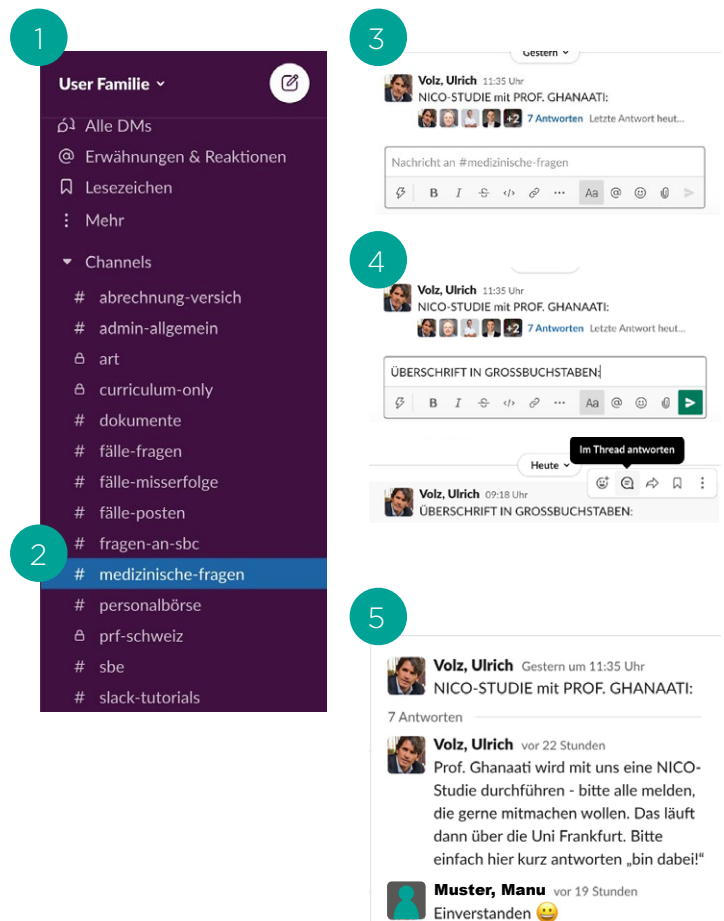 1
User Familie
Alle DMs
@ Erwähnungen & Reaktionen
Lesezeichen
Mehr
Channels
# abrechnung-versich
# admin-allgemein
art
curriculum-only
# dokumente
# fälle-fragen
# fälle-misserfolge
# fälle-posten
# fragen-an-sbc
2
# medizinische-fragen
# personalbörse
prf-schweiz
# sbe
# slack-tutorials
3
Gestern
Volz, Ulrich 11:35 Uhr
NICO-STUDIE mit PROF. GHANAATI:
+2 7 Antworten Letzte Antwort heut...
Nachricht an #medizinische-fragen
B I S </> ... Aa @
4
Volz, Ulrich 11:35 Uhr
NICO-STUDIE mit PROF. GHANAATI:
+2 7 Antworten Letzte Antwort heut...
ÜBERSCHRIFT IN GROSSBUCHSTABEN:
B I S </> ... Aa @
Im Thread antworten
Heute
Volz, Ulrich 09:18 Uhr
ÜBERSCHRIFT IN GROSSBUCHSTABEN:
5
Volz, Ulrich Gestern um 11:35 Uhr
NICO-STUDIE mit PROF. GHANAATI:
7 Antworten
Volz, Ulrich vor 22 Stunden
Prof. Ghanaati wird mit uns eine NICO-
Studie durchführen - bitte alle melden,
die gerne mitmachen wollen. Das läuft
dann über die Uni Frankfurt. Bitte
einfach hier kurz antworten „bin dabei!“
Muster, Manu vor 19 Stunden
Einverstanden 😀